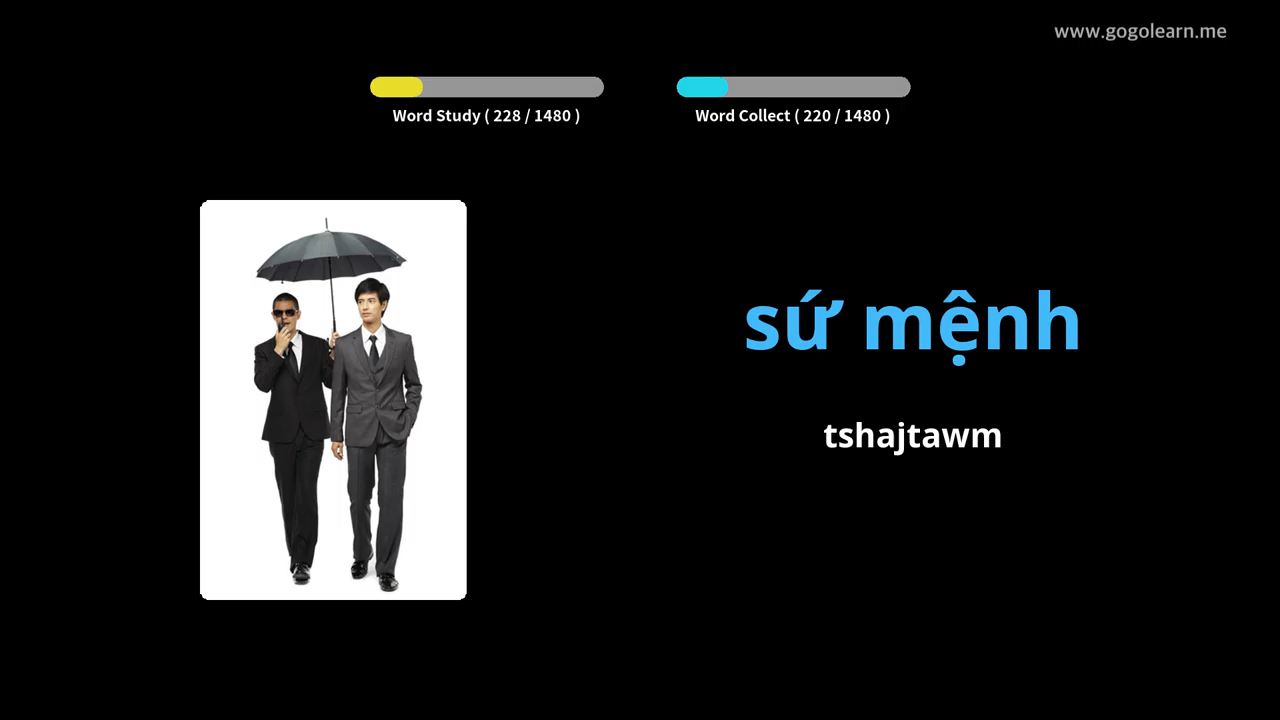 www.gogolearn.me
Word Study ( 228 / 1480 )
Word Collect ( 220 / 1480 )
sứ mệnh
tshajtawm